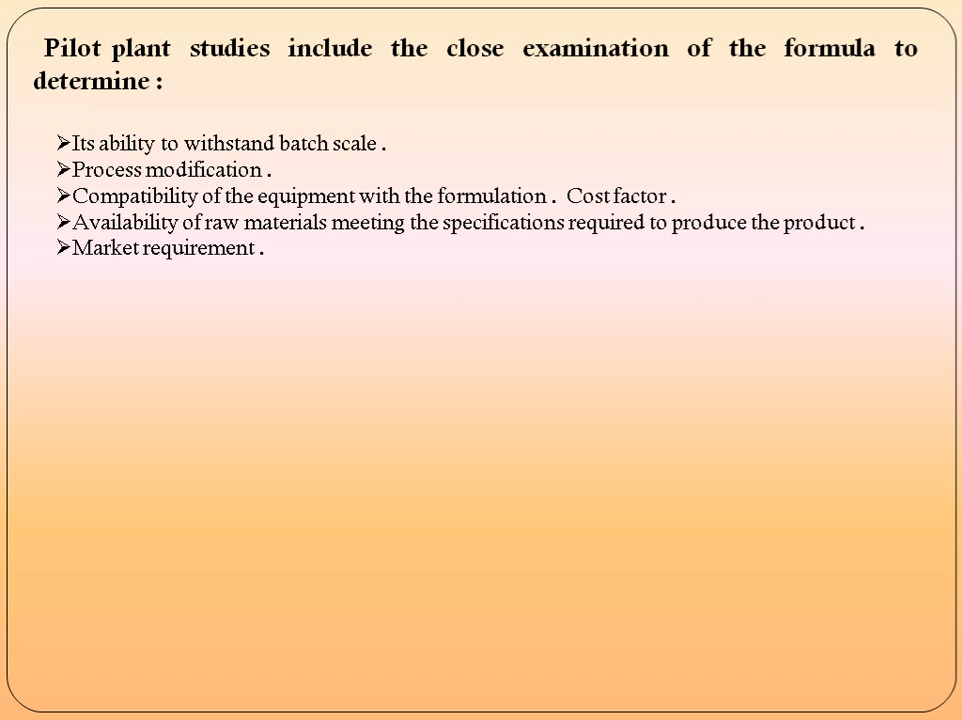 Pilot plant studies include the close examination of the formula to
determine :
➢Its ability to withstand batch scale .
➢Process modification .
➢Compatibility of the equipment with the formulation . Cost factor .
➢Availability of raw materials meeting the specifications required to produce the product .
➢Market requirement .